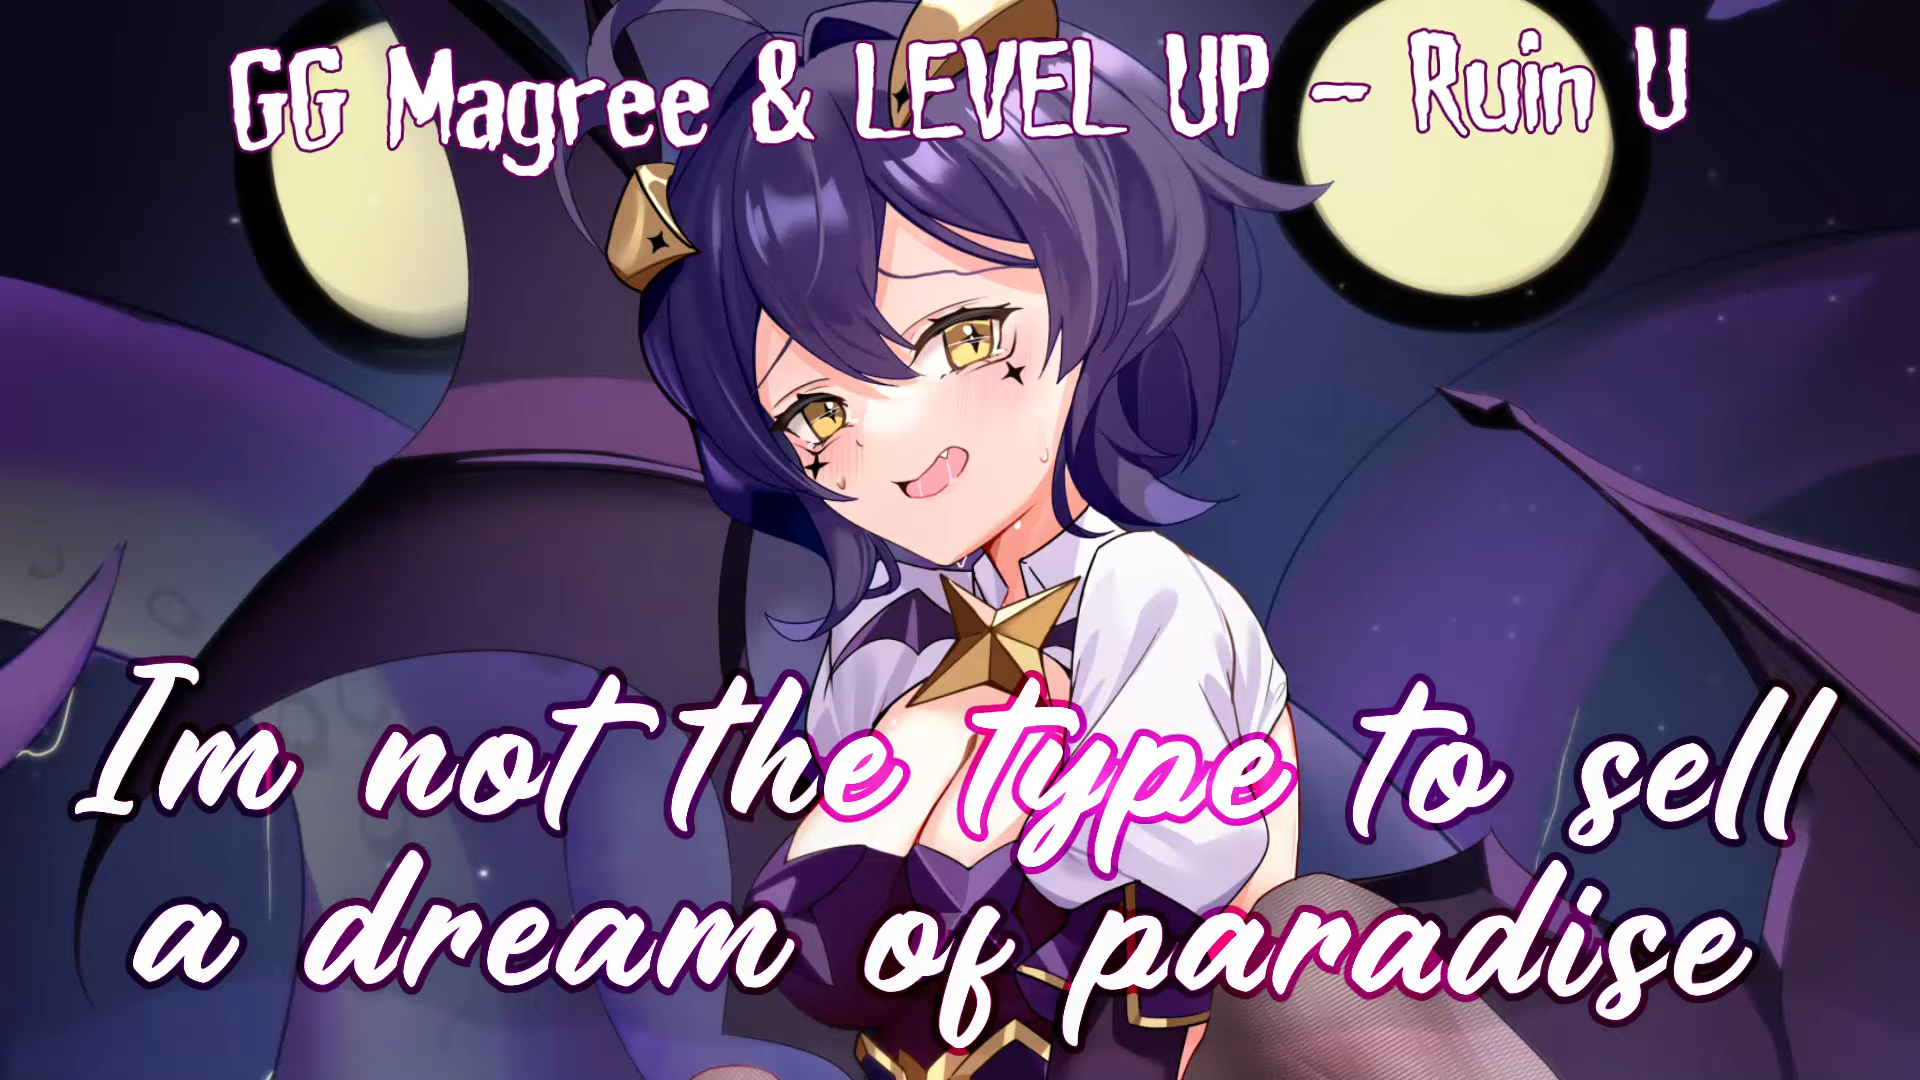 GG Magree & LEVEL UP - Ruin U
Im not the type to sell
a dream of paradise